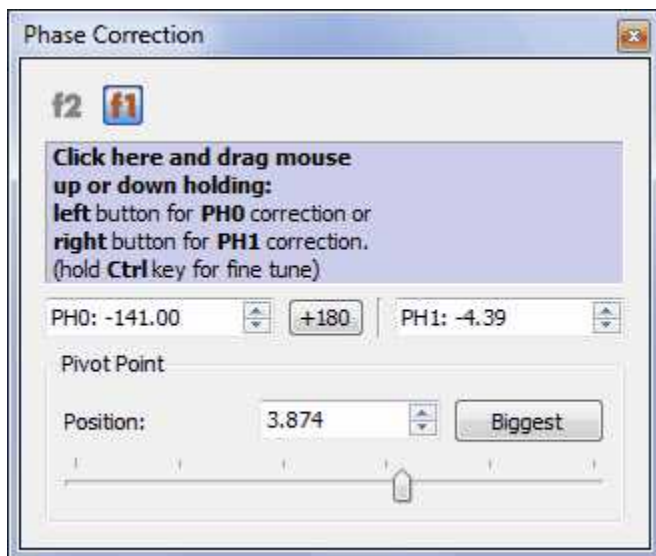 Phase Correction
f2 f1
Click here and drag mouse
up or down holding:
left button for PH0 correction or
right button for PH1 correction.
(hold Ctrl key for fine tune)
PH0: -141.00 +180 PH1: -4.39
Pivot Point
Position: 3.874 Biggest